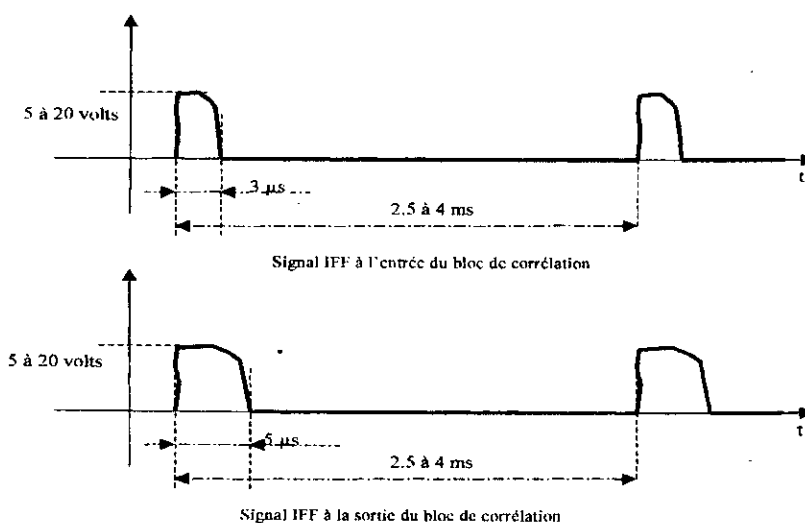 5 à 20 volts
t
3 µs
2.5 à 4 ms
Signal IFF à l'entrée du bloc de corrélation
5 à 20 volts
t
5 µs
2.5 à 4 ms
Signal IFF à la sortie du bloc de corrélation